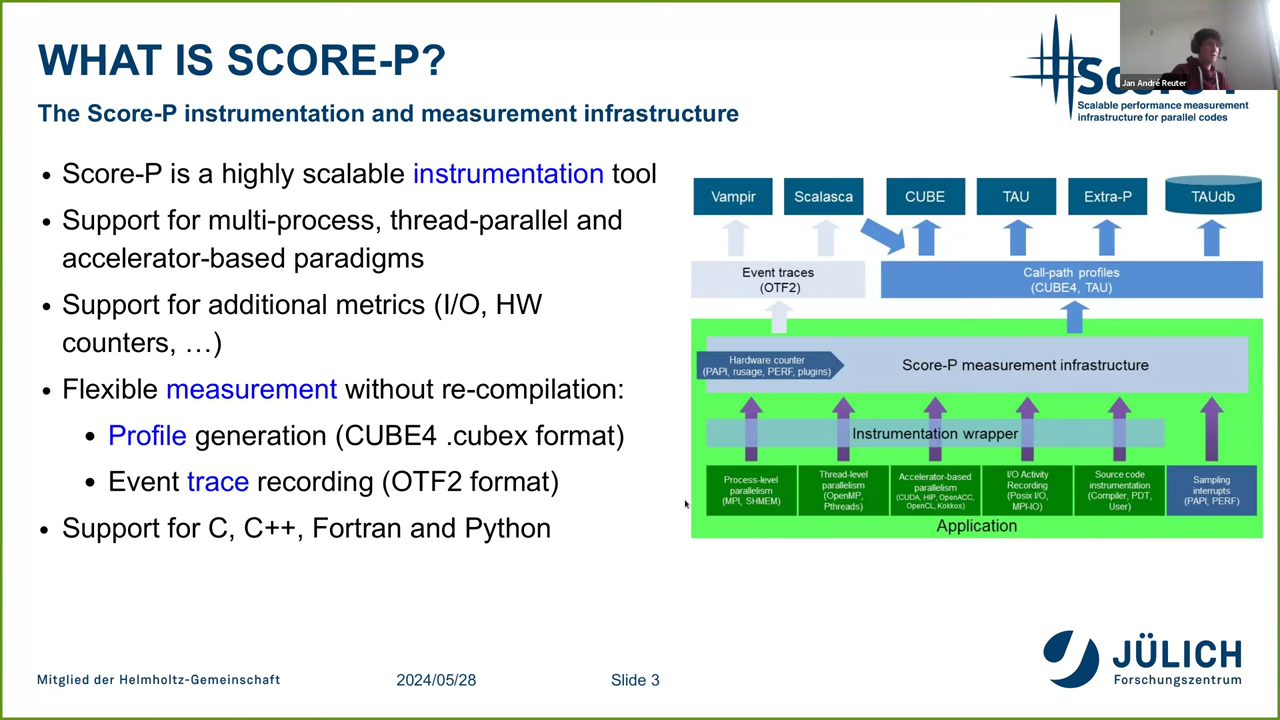 WHAT IS SCORE-P?
The Score-P instrumentation and measurement infrastructure
• Score-P is a highly scalable instrumentation tool
• Support for multi-process, thread-parallel and
accelerator-based paradigms
• Support for additional metrics (I/O, HW
counters, …)
• Flexible measurement without re-compilation:
• Profile generation (CUBE4 .cubex format)
• Event trace recording (OTF2 format)
• Support for C, C++, Fortran and Python
Jan André Reuter
Scalable performance measurement
infrastructure for parallel codes
Vampir
Scalasca
CUBE
TAU
Extra-P
TAUdb
Event traces
(OTF2)
Call-path profiles
(CUBE4, TAU)
Hardware counter
(PAPI, rusage, PERF, plugins)
Score-P measurement infrastructure
Instrumentation wrapper
Process-level
parallelism
(MPI, SHMEM)
Thread-level
parallelism
(OpenMP,
Pthreads)
Accelerator-based
parallelism
(CUDA, HIP, OpenACC,
OpenCL, Kokkos)
I/O Activity
Recording
(Posix I/O,
MPI-IO)
Source code
instrumentation
(Compiler, PDT,
User)
Sampling
interrupts
(PAPI, PERF)
Application
Mitglied der Helmholtz-Gemeinschaft
2024/05/28
Slide 3
JÜLICH
Forschungszentrum